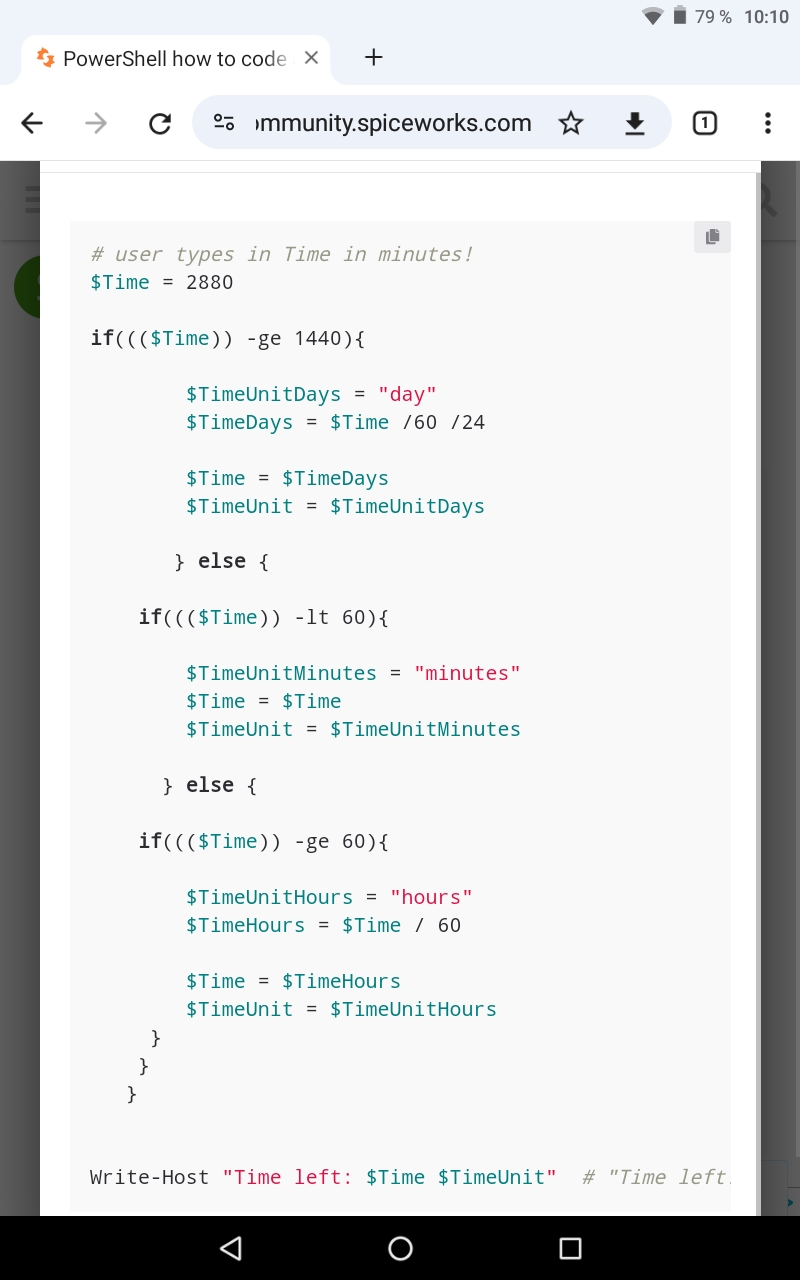 79 % 10:10
PowerShell how to code
ommunity.spiceworks.com
1
# user types in Time in minutes!
$Time = 2880
if((($Time)) -ge 1440){
$TimeUnitDays = "day"
$TimeDays = $Time /60 /24
$Time = $TimeDays
$TimeUnit = $TimeUnitDays
} else {
if((($Time)) -lt 60){
$TimeUnitMinutes = "minutes"
$Time = $Time
$TimeUnit = $TimeUnitMinutes
} else {
if((($Time)) -ge 60){
$TimeUnitHours = "hours"
$TimeHours = $Time / 60
$Time = $TimeHours
$TimeUnit = $TimeUnitHours
}
}
}
Write-Host "Time left: $Time $TimeUnit" # "Time left